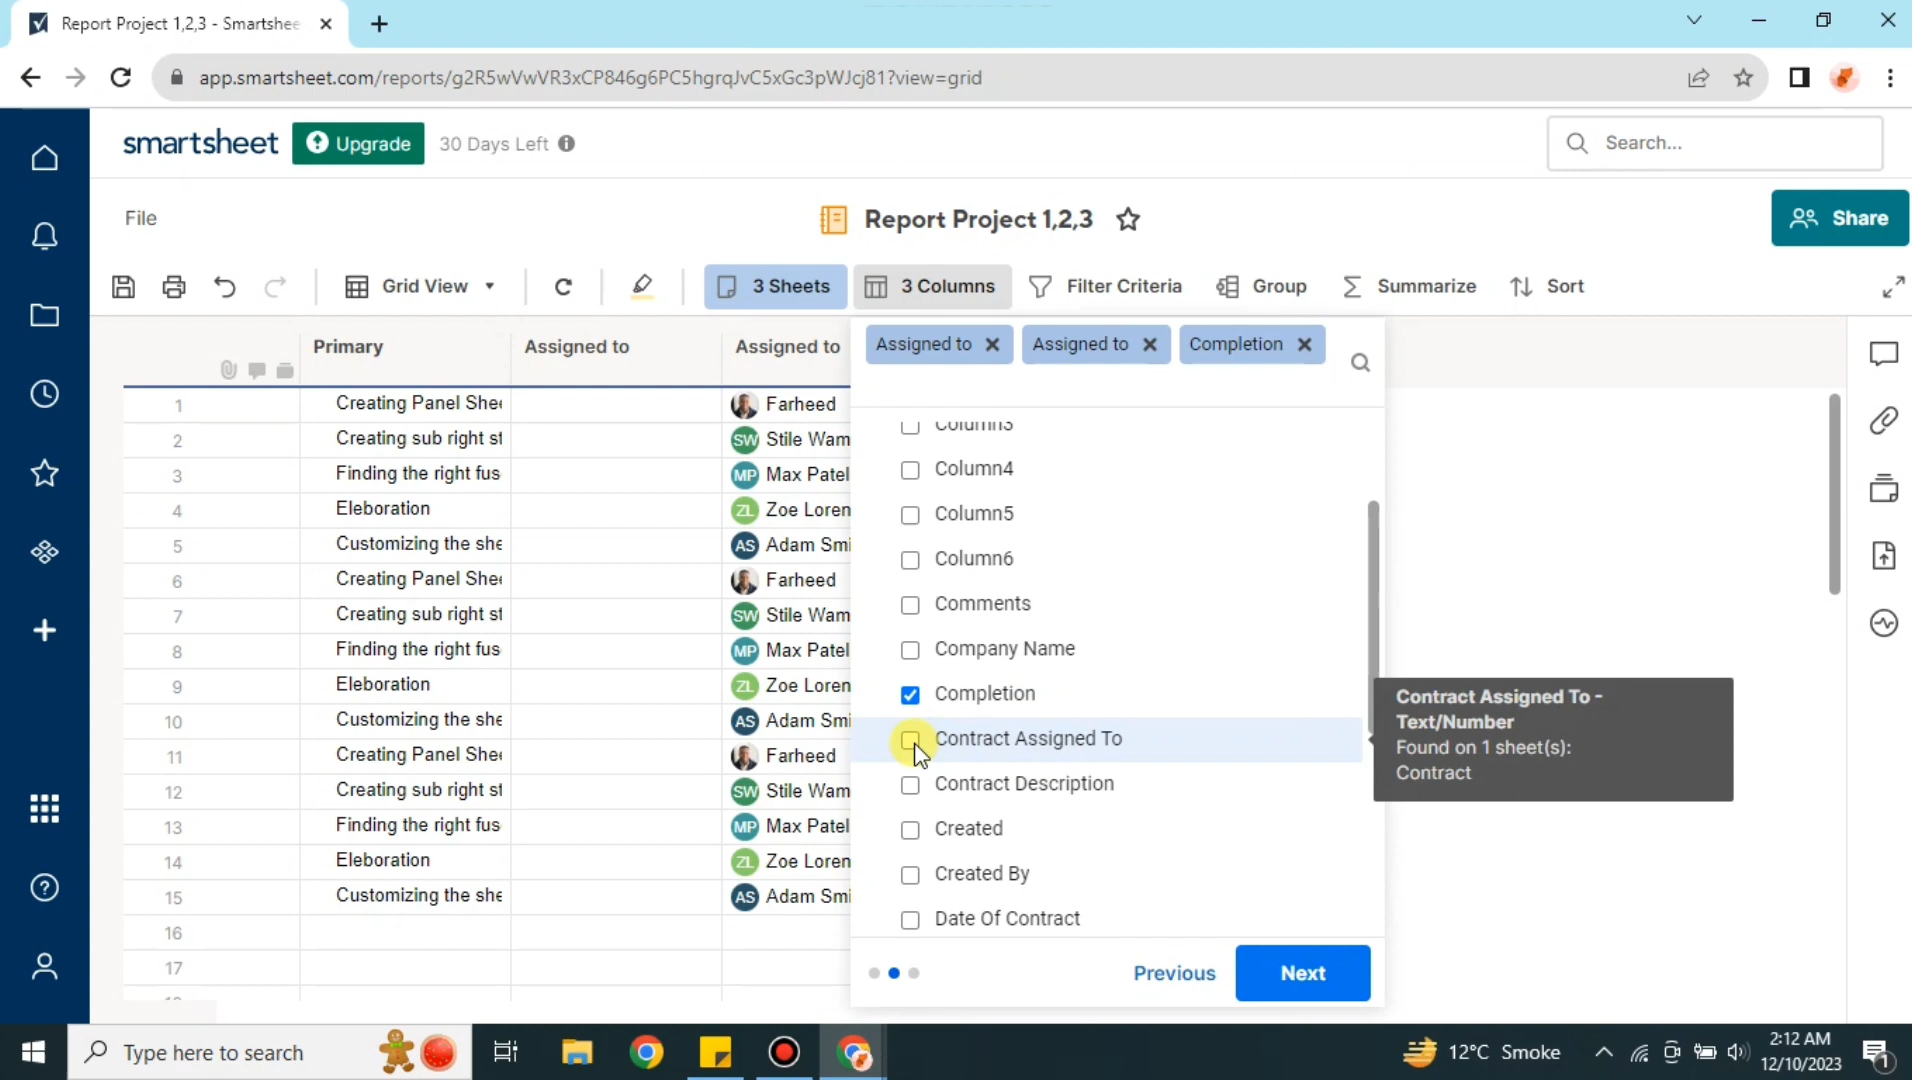 Report Project 1,2,3 - Smartshee
app.smartsheet.com/reports/g2R5wVwVR3xCP846g6PC5hgrqJvC5xGc3pWJcj81?view=grid
smartsheet
Upgrade
30 Days Left
Search...
File
Report Project 1,2,3
Share
Grid View
3 Sheets
3 Columns
Filter Criteria
Group
Summarize
Sort
Primary
Assigned to
Assigned to
1 Creating Panel She Farheed
2 Creating sub right st SW Stile Wam
3 Finding the right fus MP Max Patel
4 Eleboration ZL Zoe Loren
5 Customizing the she AS Adam Smi
6 Creating Panel She Farheed
7 Creating sub right st SW Stile Wam
8 Finding the right fus MP Max Patel
9 Eleboration ZL Zoe Loren
10 Customizing the she AS Adam Smi
11 Creating Panel She Farheed
12 Creating sub right st SW Stile Wam
13 Finding the right fus MP Max Patel
14 Eleboration ZL Zoe Loren
15 Customizing the she AS Adam Smi
16
17
Assigned to
Assigned to
Completion
Column3
Column4
Column5
Column6
Comments
Company Name
Completion
Contract Assigned To
Contract Description
Created
Created By
Date Of Contract
Previous
Next
Contract Assigned To -
Text/Number
Found on 1 sheet(s):
Contract
Type here to search
12°C Smoke
2:12 AM
12/10/2023
1